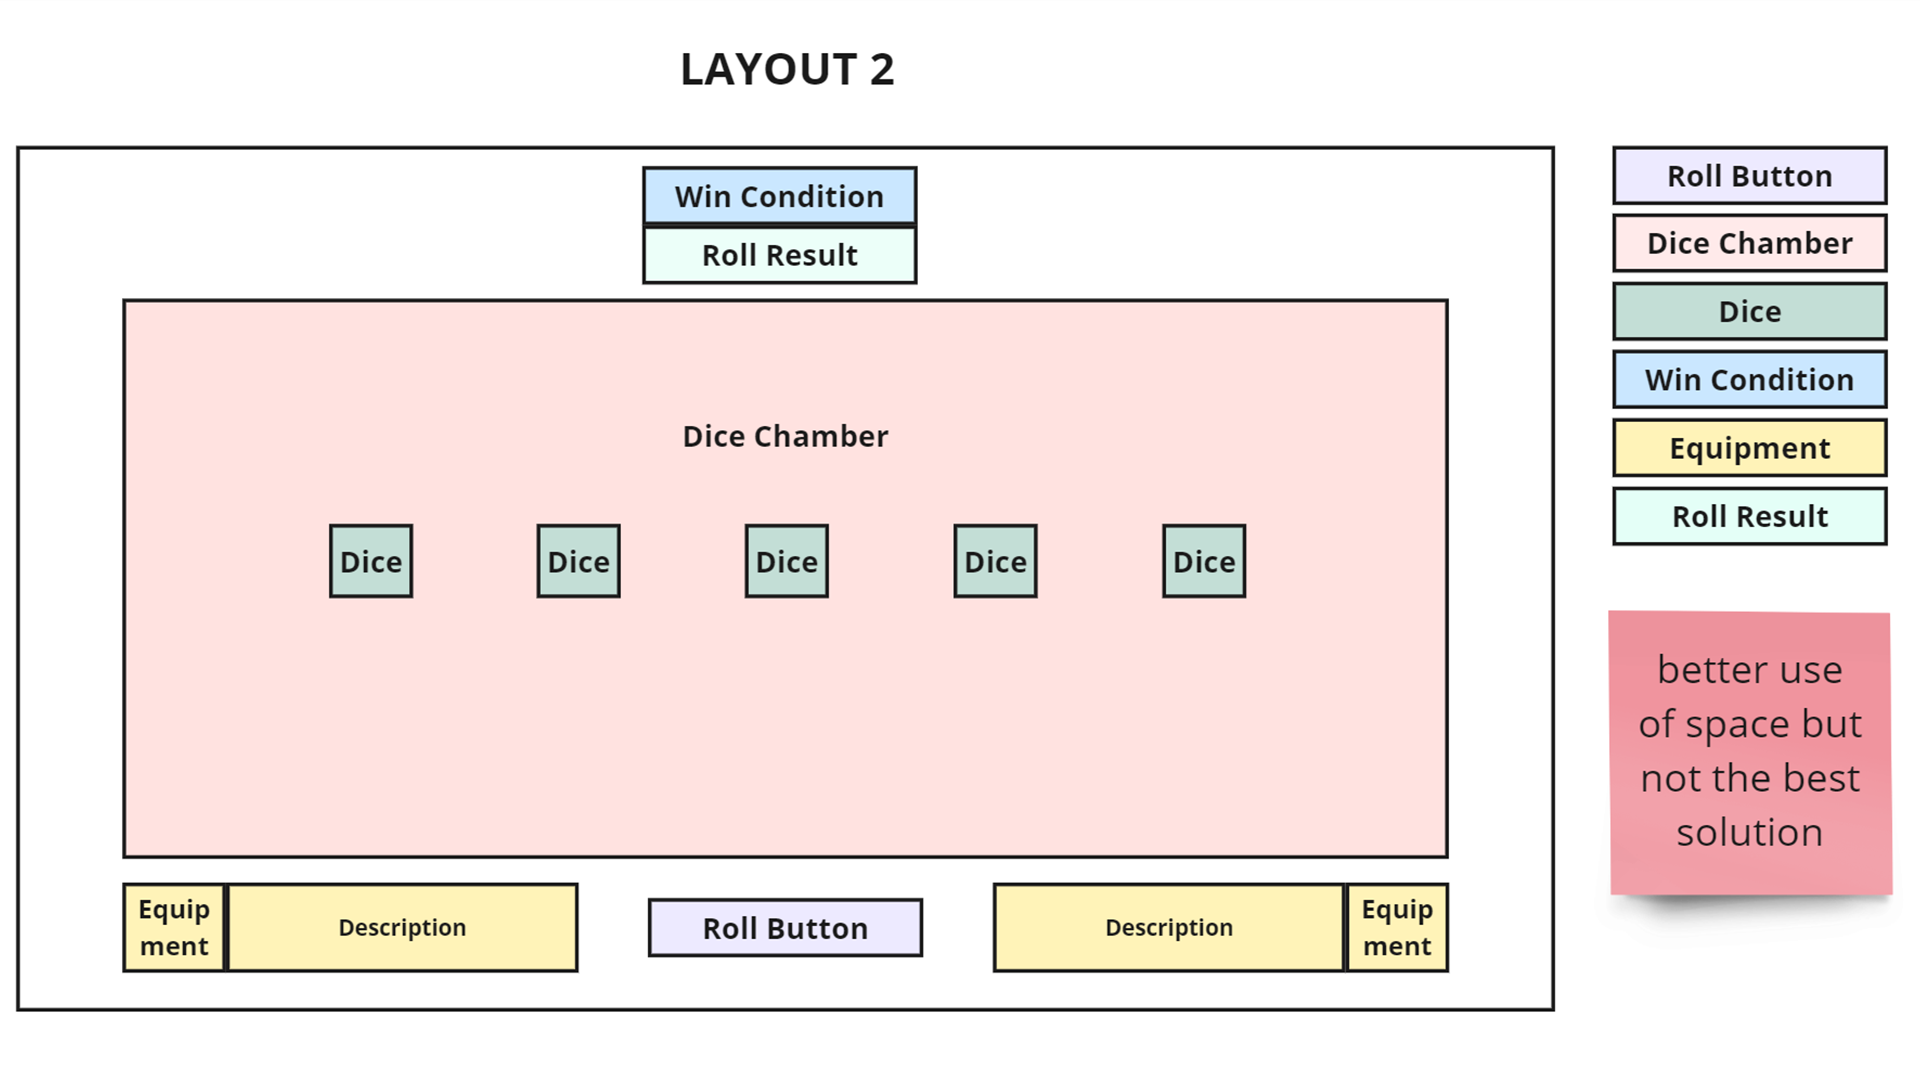 LAYOUT 2
Win Condition
Roll Result
Dice Chamber
Dice Dice Dice Dice Dice
Equip
ment
Description
Roll Button
Description
Equip
ment
Roll Button
Dice Chamber
Dice
Win Condition
Equipment
Roll Result
better use
of space but
not the best
solution